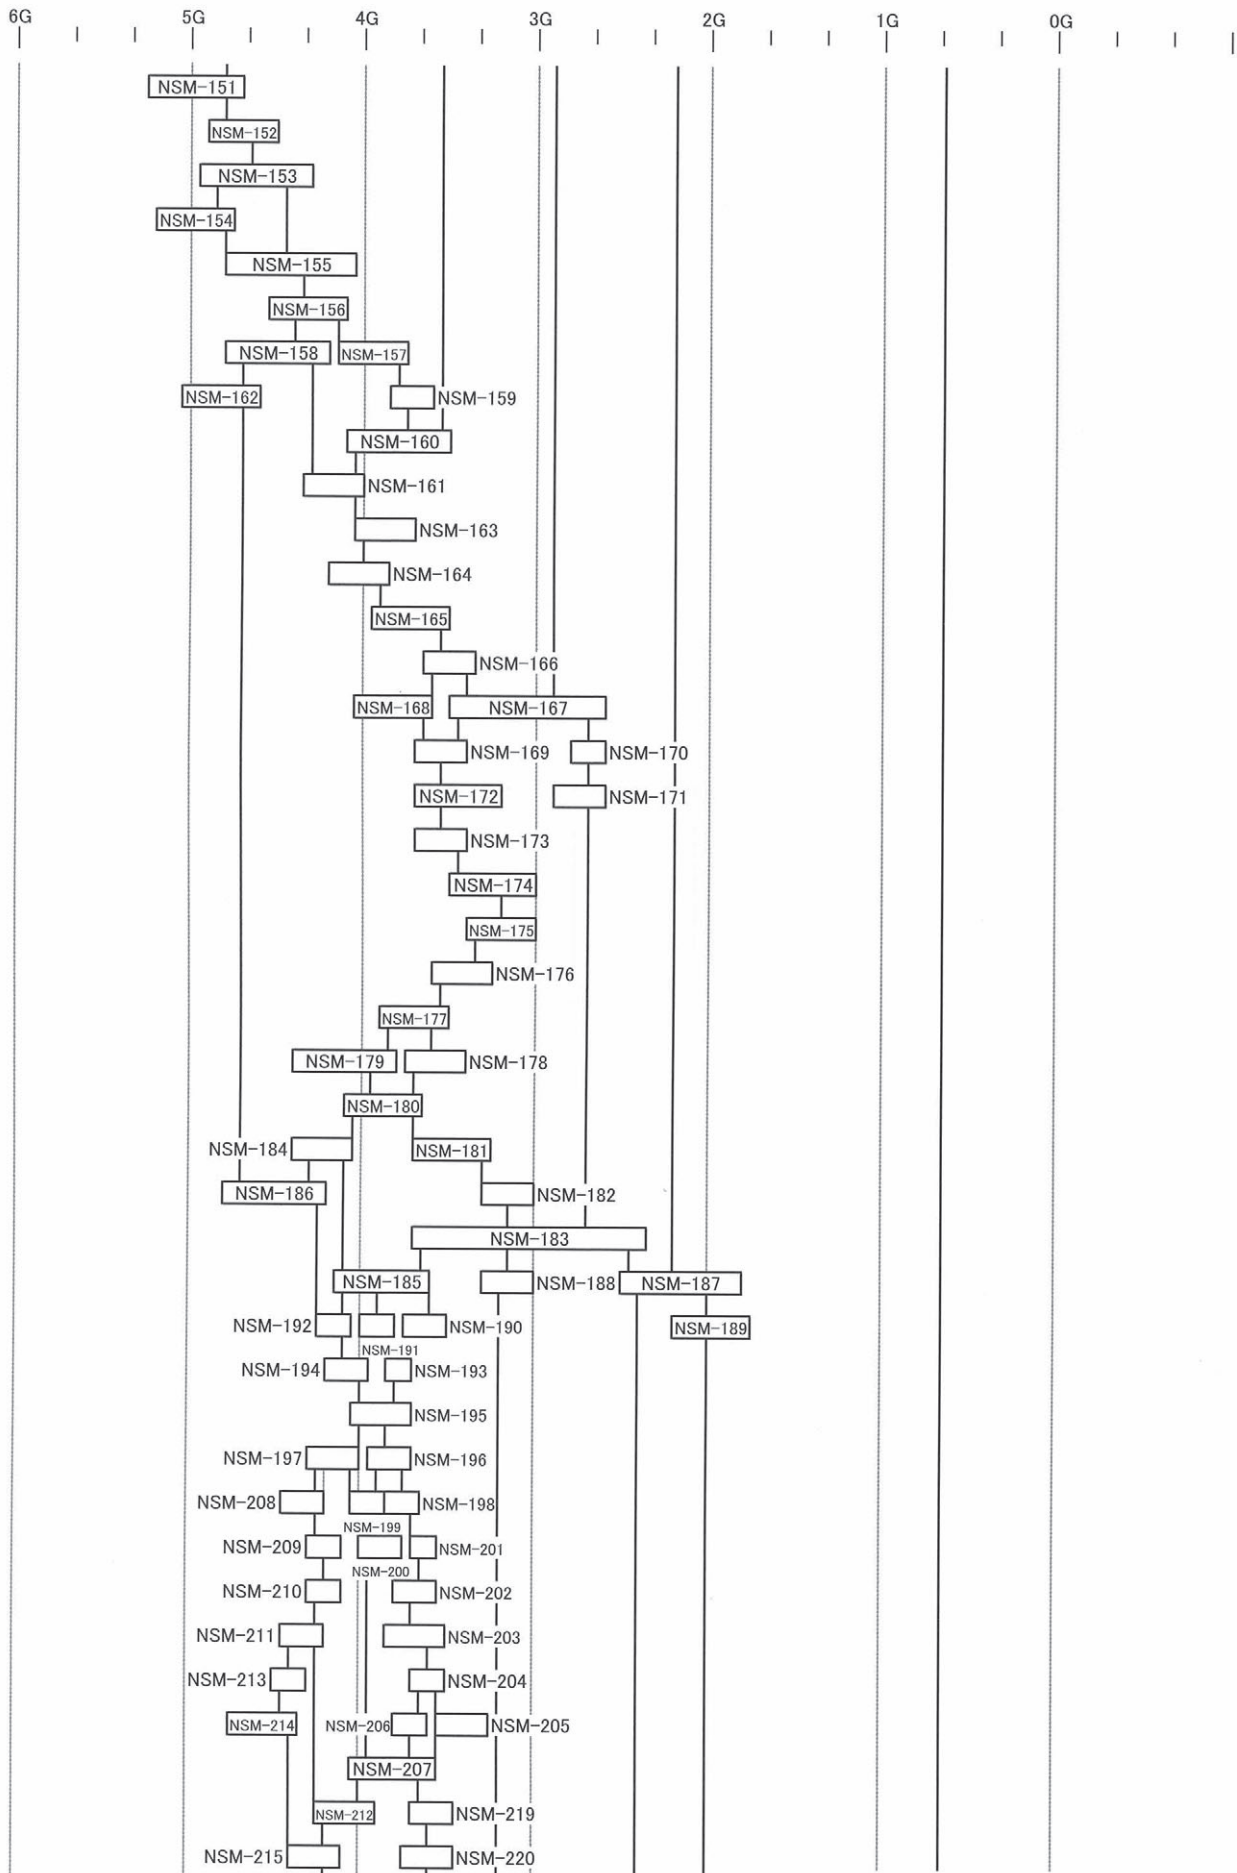 6G 5G 4G 3G 2G 1G 0G
NSM-151
NSM-152
NSM-153
NSM-154
NSM-155
NSM-156
NSM-158 NSM-157
NSM-162 NSM-159
NSM-160
NSM-161
NSM-163
NSM-164
NSM-165
NSM-166
NSM-168 NSM-167
NSM-169 NSM-170
NSM-172 NSM-171
NSM-173
NSM-174
NSM-175
NSM-176
NSM-177
NSM-179 NSM-178
NSM-180
NSM-184 NSM-181
NSM-186 NSM-182
NSM-183
NSM-185 NSM-188 NSM-187
NSM-192 NSM-190 NSM-189
NSM-191
NSM-194 NSM-193
NSM-195
NSM-197 NSM-196
NSM-208 NSM-198
NSM-199
NSM-209 NSM-201
NSM-200
NSM-210 NSM-202
NSM-211 NSM-203
NSM-213 NSM-204
NSM-214 NSM-206 NSM-205
NSM-207
NSM-212 NSM-219
NSM-215 NSM-220